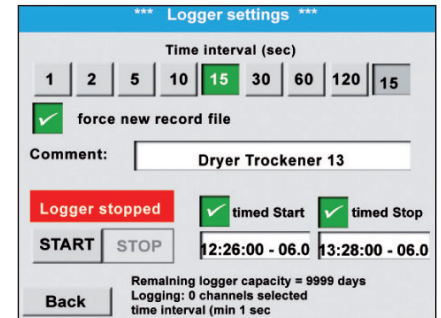 *** Logger settings ***
Time interval (sec)
1 2 5 10 15 30 60 120 15
force new record file
Comment: Dryer Trockener 13
Logger stopped timed Start timed Stop
START STOP 12:26:00 - 06.0 13:28:00 - 06.0
Remaining logger capacity = 9999 days
Logging: 0 channels selected
Back time interval (min 1 sec